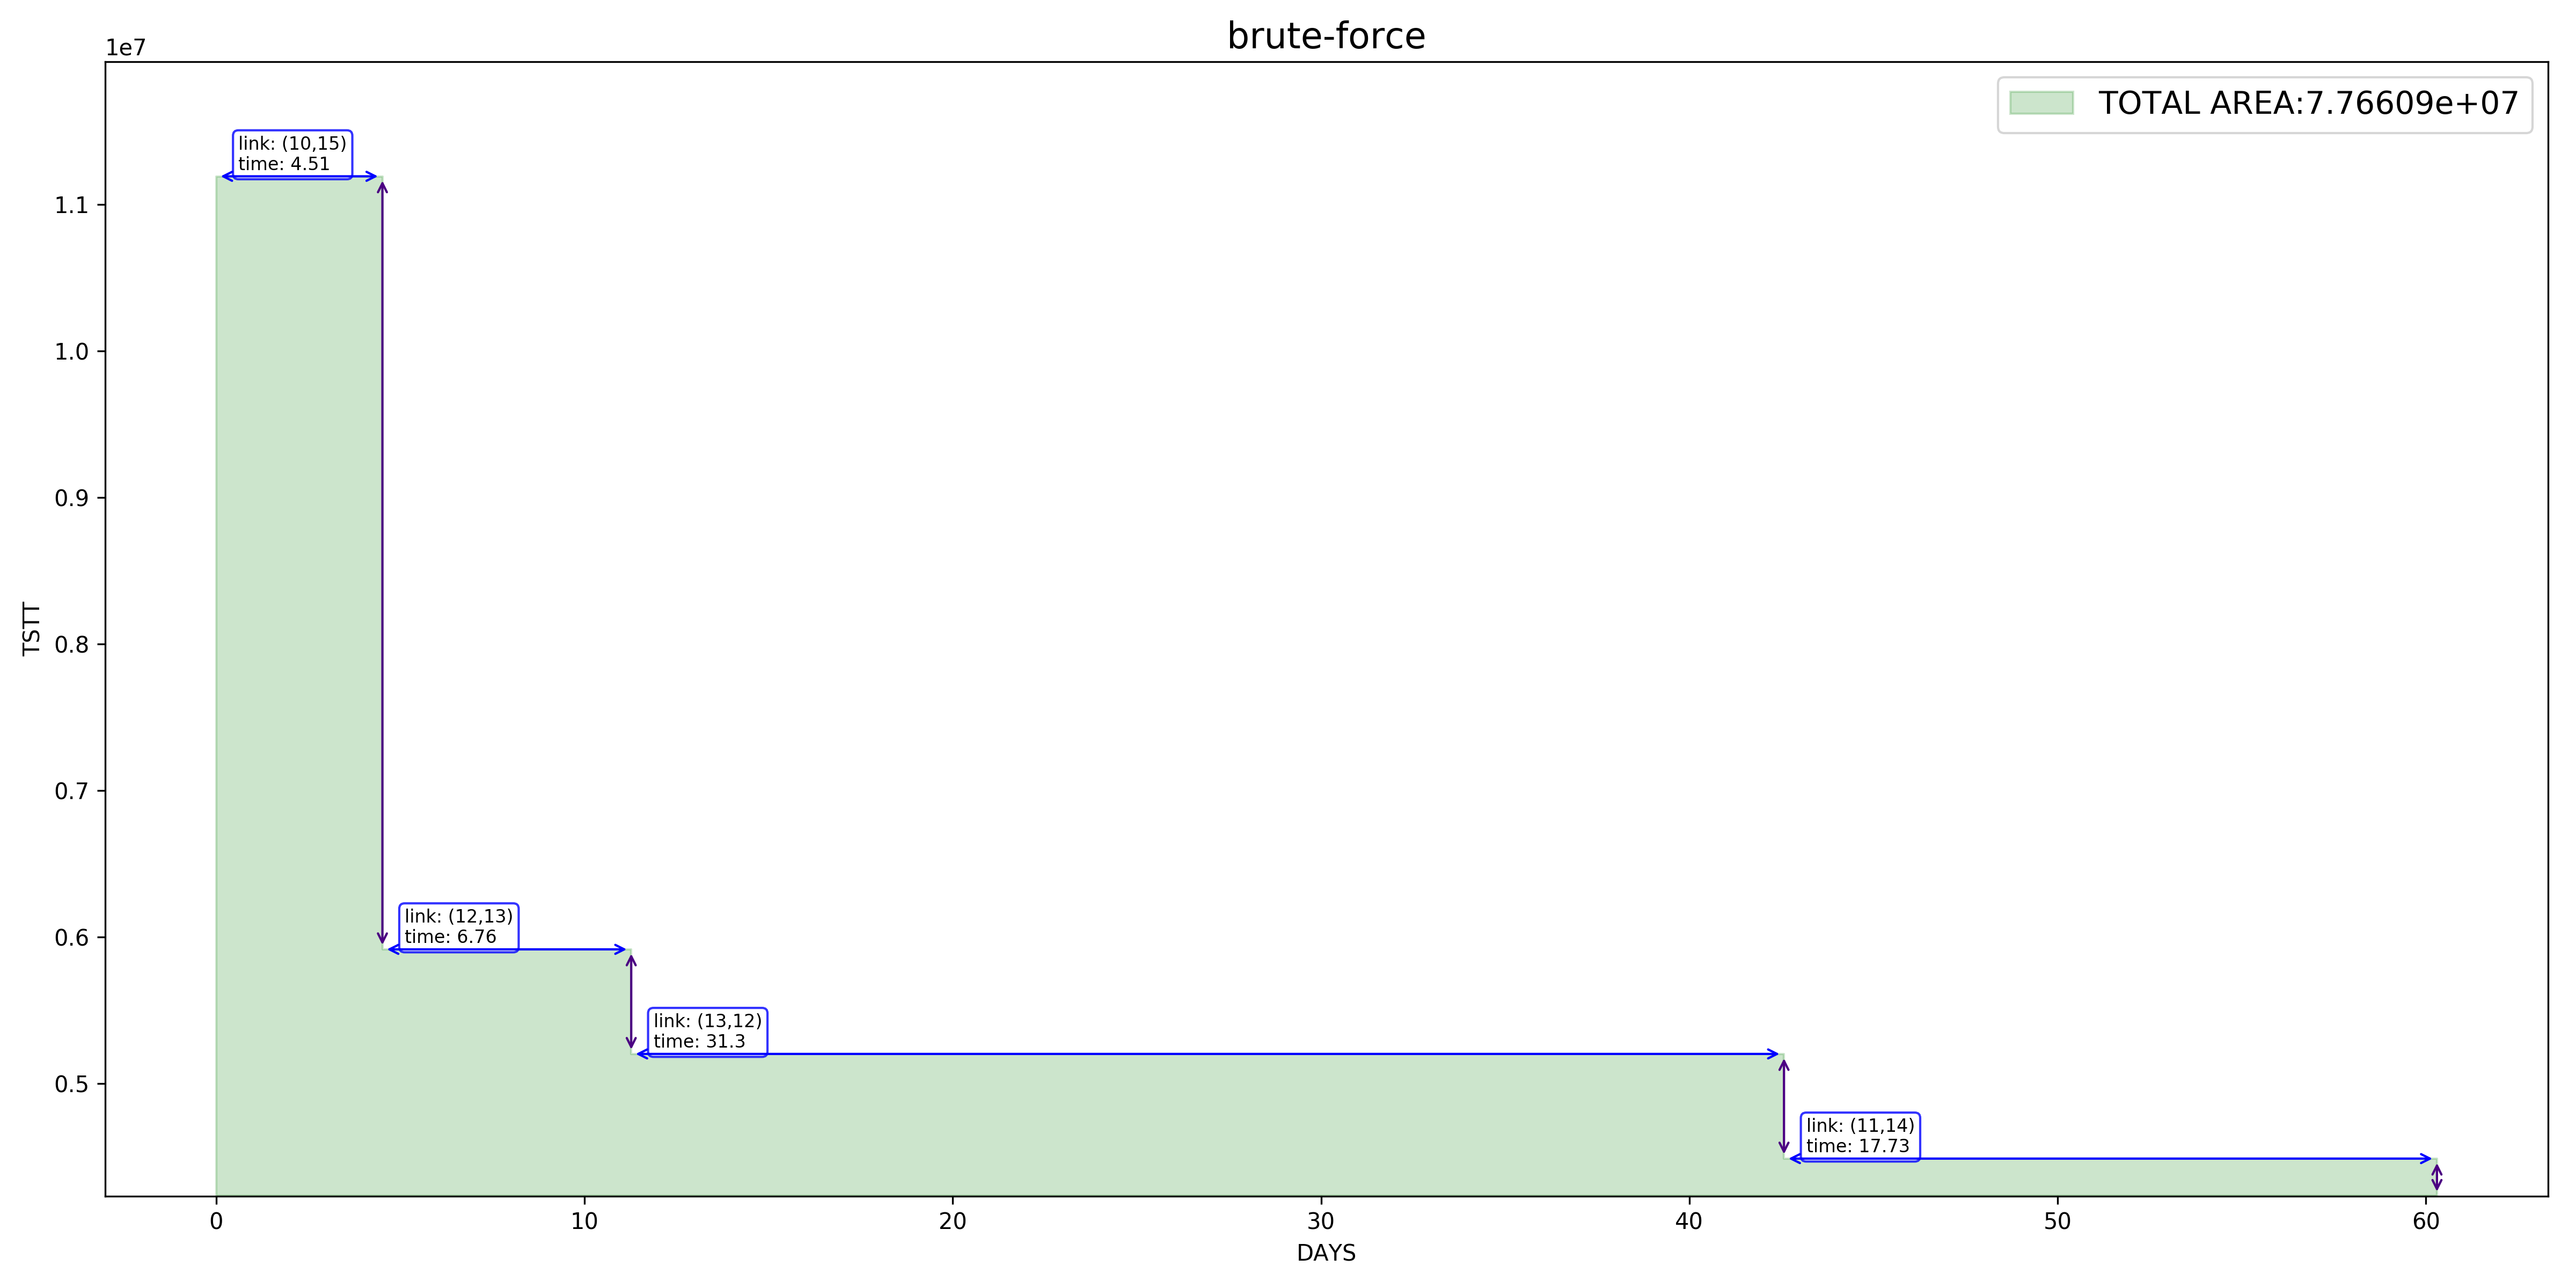 brute-force
1e7
TOTAL AREA:7.76609e+07
link: (10,15)
time: 4.51
1.1
1.0
0.9
0.8
0.7
0.6
0.5
TSTT
link: (12,13)
time: 6.76
link: (13,12)
time: 31.3
link: (11,14)
time: 17.73
0 10 20 30 40 50 60
DAYS